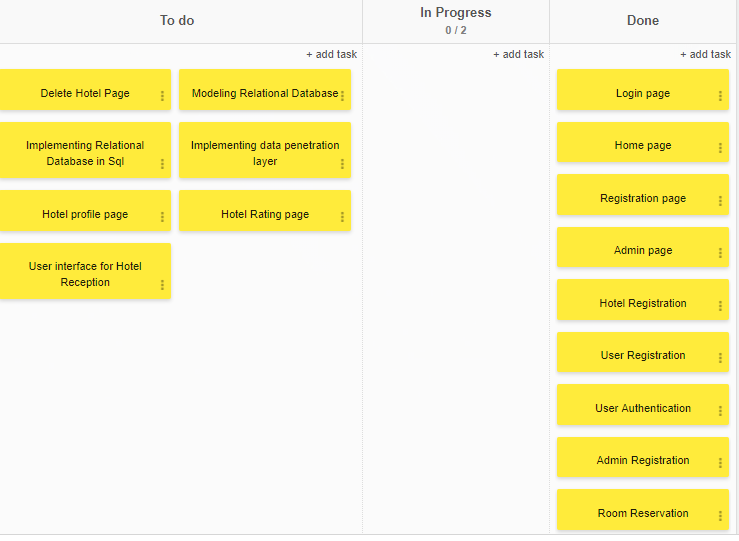 To do
+ add task
Delete Hotel Page
Modeling Relational Database
Implementing Relational
Database in Sql
Implementing data penetration
layer
Hotel profile page
Hotel Rating page
User interface for Hotel
Reception
In Progress
0 / 2
+ add task
Done
+ add task
Login page
Home page
Registration page
Admin page
Hotel Registration
User Registration
User Authentication
Admin Registration
Room Reservation